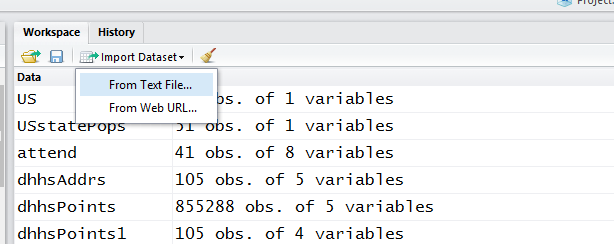 Project:
Workspace History
Import Dataset
Data
From Text File...
US obs. of 1 variables
From Web URL...
USstatePops 51 obs. of 1 variables
attend 41 obs. of 8 variables
dhhsAddrs 105 obs. of 5 variables
dhhsPoints 855288 obs. of 5 variables
dhhsPoints1 105 obs. of 4 variables